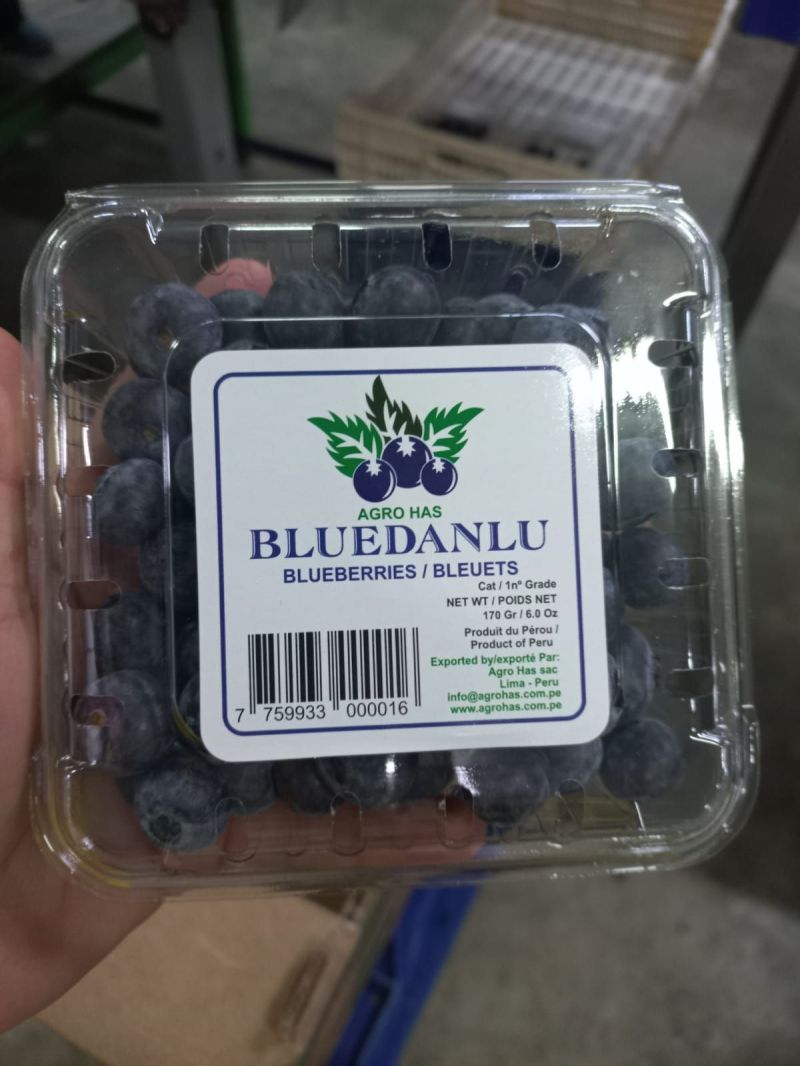 AGRO HAS
BLUEDANLU
BLUEBERRIES / BLEUETS
Cat / 1nº Grade
NET WT / POIDS NET
170 Gr / 6.0 Oz
Produit du Pérou /
Product of Peru
Exported by/exporté Par:
Agro Has sac
Lima - Peru
info@agrohas.com.pe
www.agrohas.com.pe
7 759933 000016